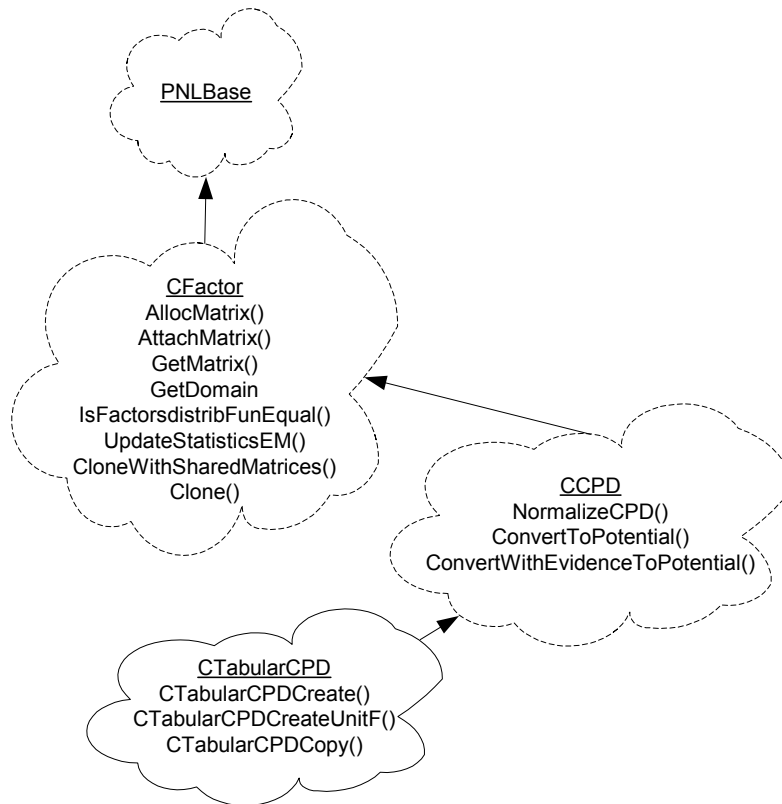 PNLBase
CFactor
AllocMatrix()
AttachMatrix()
GetMatrix()
GetDomain
IsFactorsdistribFunEqual()
UpdateStatisticsEM()
CloneWithSharedMatrices()
Clone()
CCPD
NormalizeCPD()
ConvertToPotential()
ConvertWithEvidenceToPotential()
CTabularCPD
CTabularCPDCreate()
CTabularCPDCreateUnitF()
CTabularCPDCopy()